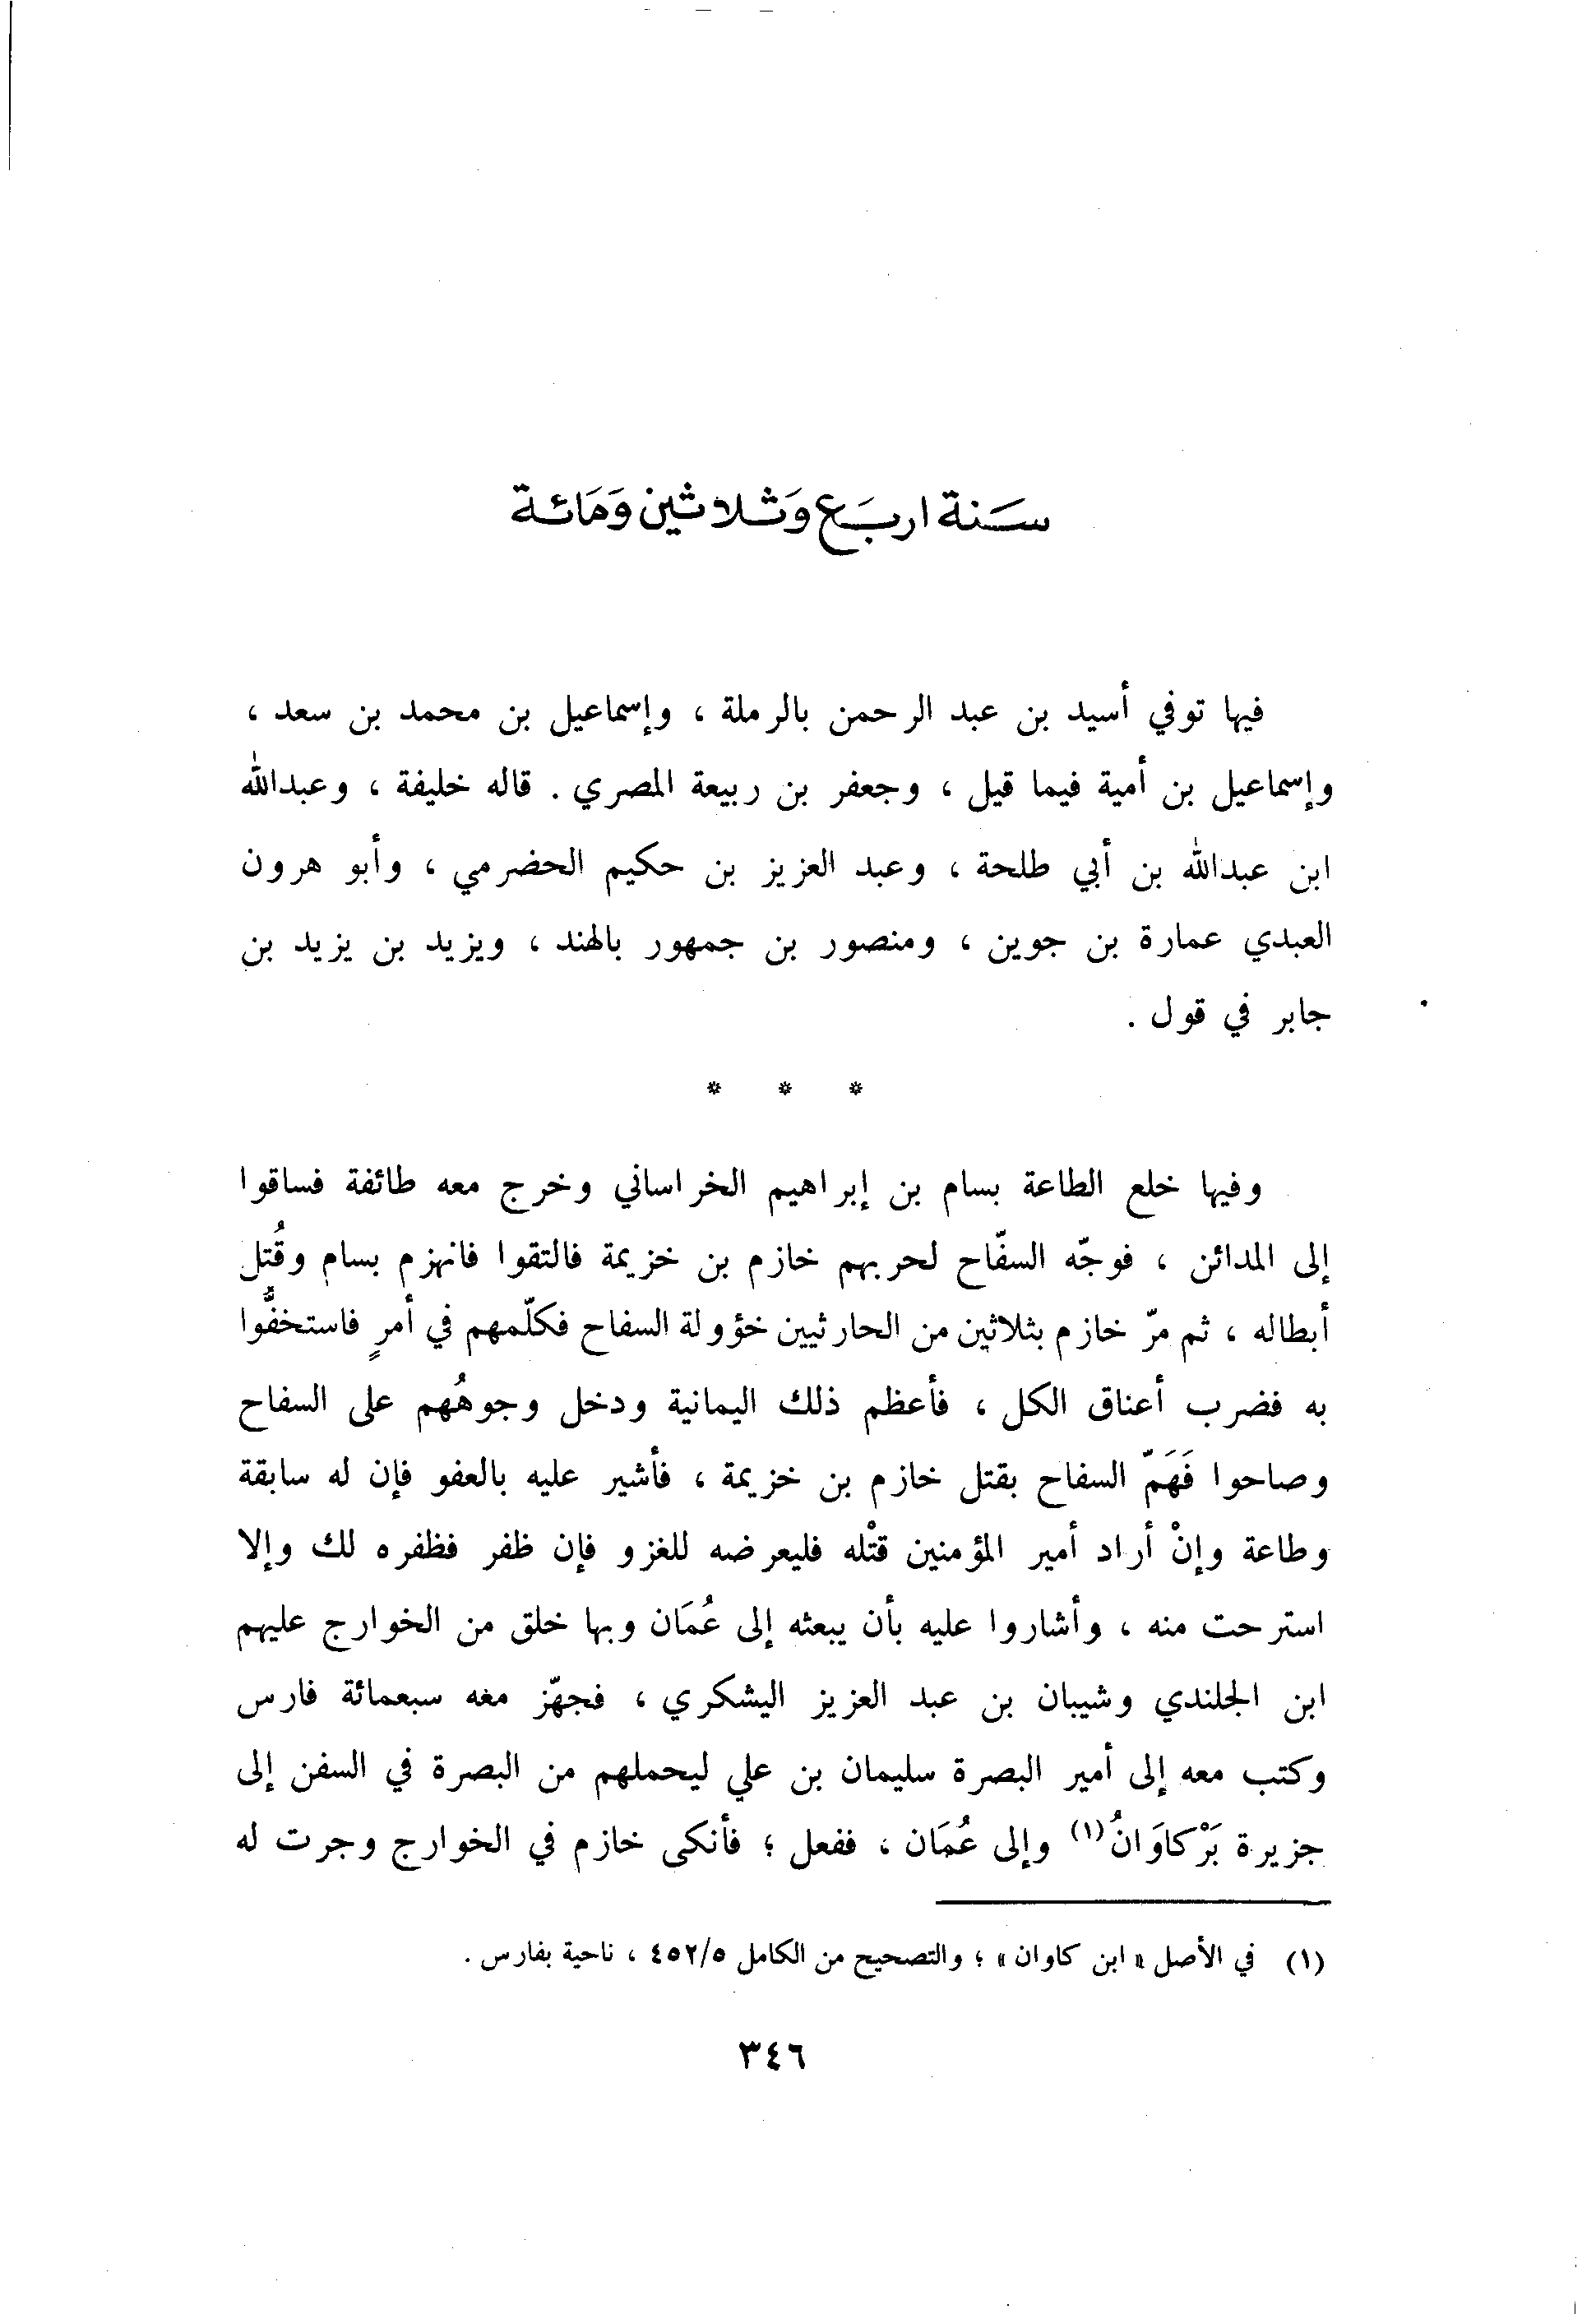 سَنة اربَع وَثلاثين وَمَائة
فيها توفي أسيد بن عبد الرحمن بالرملة ، وإسماعيل بن محمد بن سعد ،
وإسماعيل بن أمية فيما قيل ، وجعفر بن ربيعة المصري . قاله خليفة ، وعبدالله
ابن عبدالله بن أبي طلحة ، وعبد العزيز بن حكيم الحضرمي ، وأبو هرون
العبدي عمارة بن جوين ، ومنصور بن جمهور بالهند ، ويزيد بن يزيد بن
جابر في قول .
* * *
وفيها خلع الطاعة بسام بن إبراهيم الخراساني وخرج معه طائفة فساقوا
إلى المدائن ، فوجّه السفّاح لحربهم خازم بن خزيمة فالتقوا فانهزم بسام وقُتل
أبطاله ، ثم مرّ خازم بثلاثين من الحارثيين خؤولة السفاح فكلّمهم في أمرٍ فاستخفُّوا
به فضرب أعناق الكل ، فأعظم ذلك اليمانية ودخل وجوهُهم على السفاح
وصاحوا فَهَمّ السفاح بقتل خازم بن خزيمة ، فأشير عليه بالعفو فإن له سابقة
وطاعة وإنْ أراد أمير المؤمنين قتْله فليعرضه للغزو فإن ظفر فظفره لك وإلا
استرحت منه ، وأشاروا عليه بأن يبعثه إلى عُمَان وبها خلق من الخوارج عليهم
ابن الجلندي وشيبان بن عبد العزيز اليشكري ، فجهّز مغه سبعمائة فارس
وكتب معه إلى أمير البصرة سليمان بن علي ليحملهم من البصرة في السفن إلى
جزيرة بَرْكاوَانُ(١) وإلى عُمَان ، ففعل ؛ فأنكى خازم في الخوارج وجرت له
(١) في الأصل « ابن كاوان » ؛ والتصحيح من الكامل ٤٥٢/٥ ، ناحية بفارس .
٣٤٦